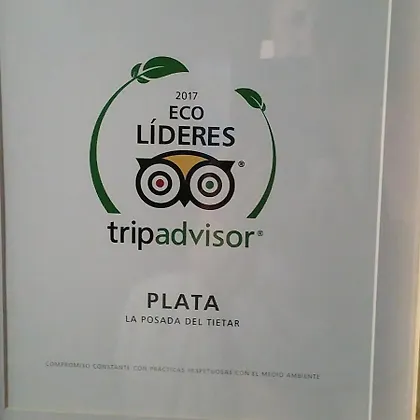 2017
ECO
LÍDERES
tripadvisor®
PLATA
LA POSADA DEL TIETAR
COMPROMISO CONSTANTE CON PRÁCTICAS RESPETUOSAS CON EL MEDIO AMBIENTE